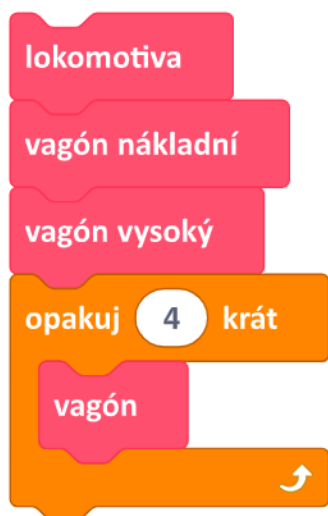 lokomotiva
vagón nákladní
vagón vysoký
opakuj 4 krát
vagón